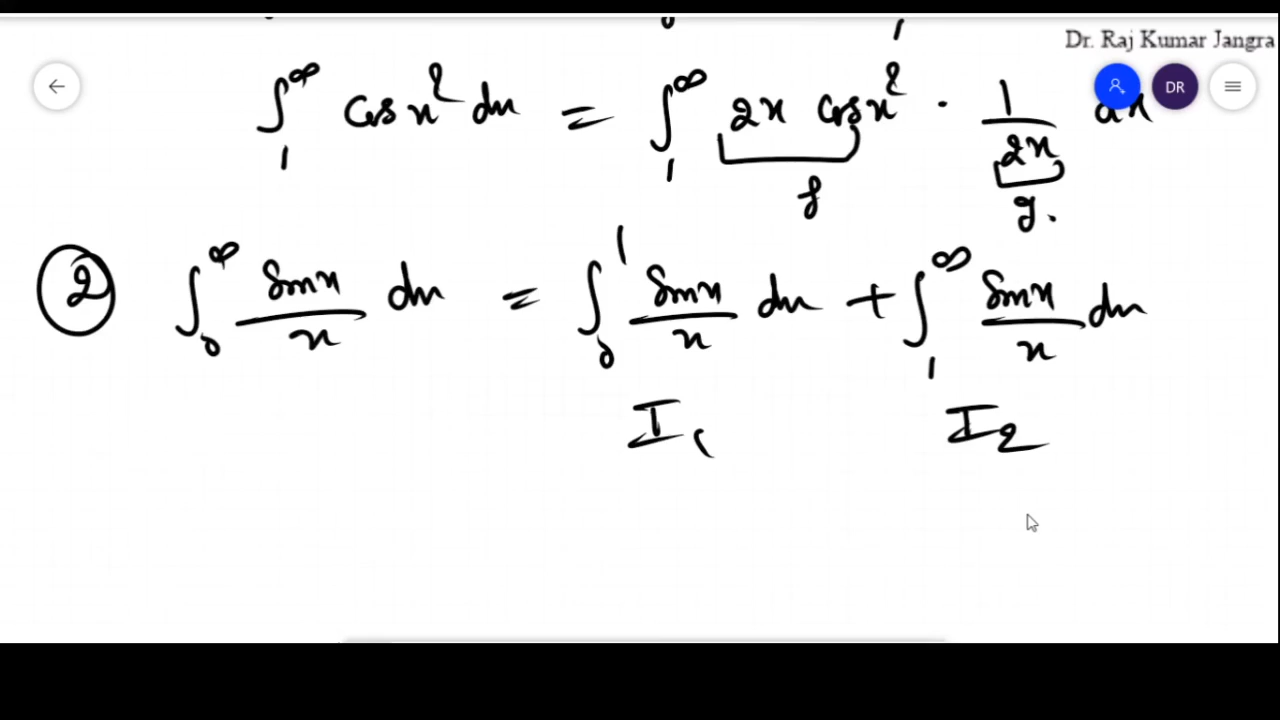 Dr. Raj Kumar Jangra
DR
∫₁^∞ cos x² dx = ∫₁^∞ 2x cos x² · 1/2x dx
f g.
② ∫₀^∞ sin x/x dx = ∫₀^1 sin x/x dx + ∫₁^∞ sin x/x dx
I₁ I₂